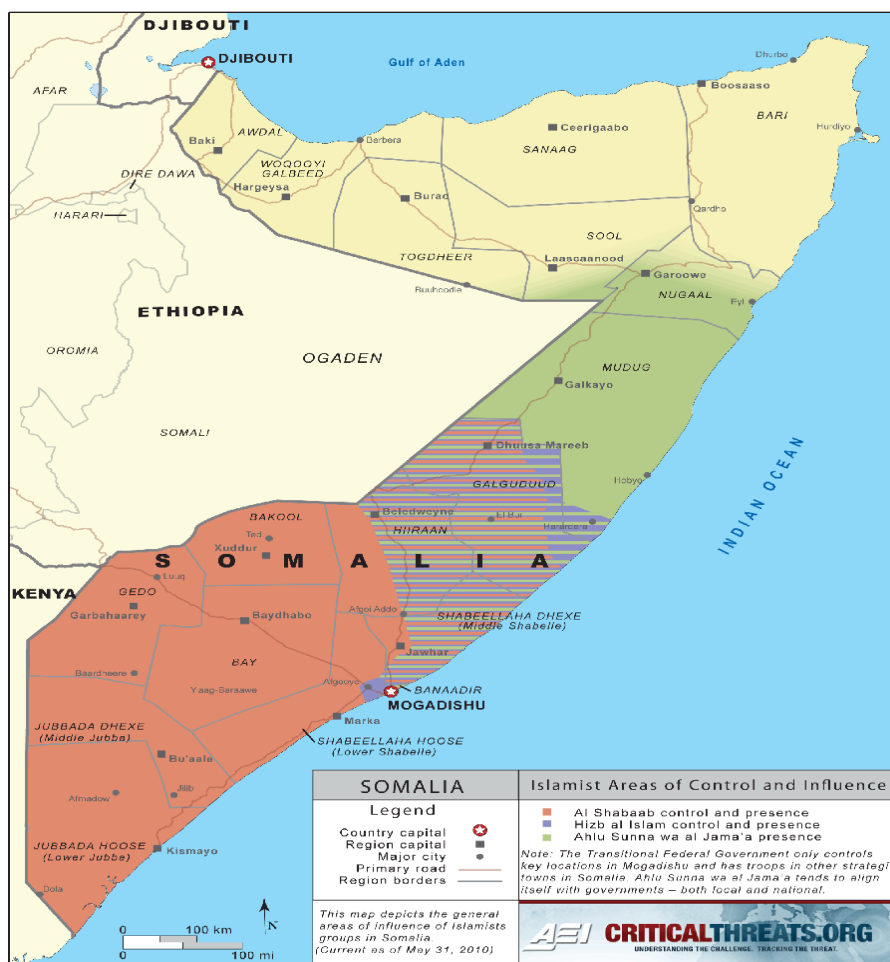 DJIBOUTI
DJIBOUTI
Gulf of Aden
Dhurbo
Boosaaso
AFAR
BARI
AWDAL
Ceerigaabo
Hurdiyo
Baki
Berbera
SANAAG
WOQOOYI
GALBEED
DIRE DAWA
Hargeysa
Burao
Qardho
HARARI
SOOL
TOGDHEER
Laascaanood
Garoowe
Buuhoodle
NUGAAL
Eyl
ETHIOPIA
OROMIA
OGADEN
MUDUG
Galkayo
SOMALI
Dhuusa Mareeb
INDIAN OCEAN
GALGUDUUD
Hobyo
Beledweyne
El Bur
BAKOOL
HIIRAAN
Harardera
Ted
Xuddur
SOMALIA
Luuq
KENYA
GEDO
Garbahaarey
Baydhabo
Afgoi Addo
SHABEELLAHA DHEXE
(Middle Shabelle)
Jawhar
BAY
Baardheere
Afgooye
BANAADIR
Yaag-Baraawe
MOGADISHU
Marka
JUBBADA DHEXE
(Middle Jubba)
SHABEELLAHA HOOSE
(Lower Shabelle)
Bu'aale
Afmadow
Jilib
JUBBADA HOOSE
(Lower Jubba)
Kismayo
Dola
0 100 km
0 100 mi
N
SOMALIA
Legend
Country capital
Region capital
Major city
Primary road
Region borders
This map depicts the general
areas of influence of Islamists
groups in Somalia.
(Current as of May 31, 2010)
Islamist Areas of Control and Influence
Al Shabaab control and presence
Hizb al Islam control and presence
Ahlu Sunna wa al Jama'a presence
Note: The Transitional Federal Government only controls
key locations in Mogadishu and has troops in other strategi
towns in Somalia. Ahlu Sunna wa al Jama'a tends to align
itself with governments – both local and national.
AEI CRITICALTHREATS.ORG
UNDERSTANDING THE CHALLENGE. TRACKING THE THREAT.